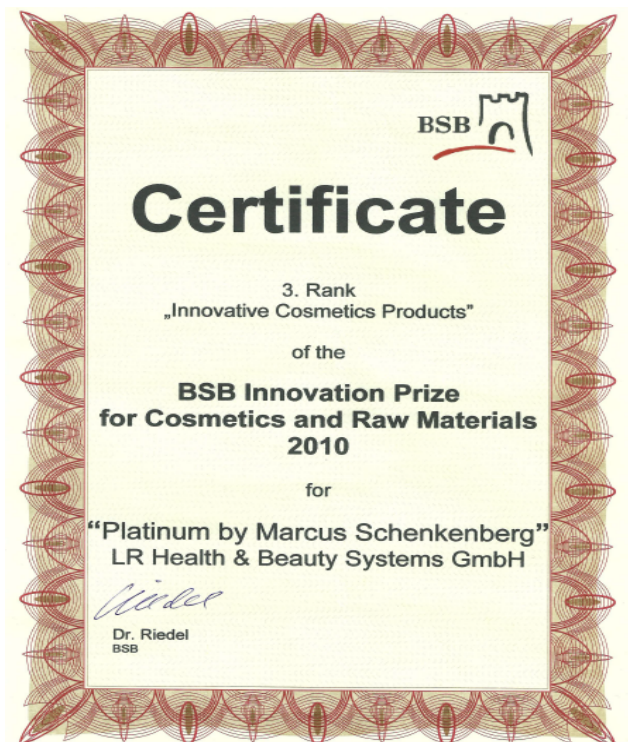 BSB
Certificate
3. Rank
„Innovative Cosmetics Products”
of the
BSB Innovation Prize
for Cosmetics and Raw Materials
2010
for
“Platinum by Marcus Schenkenberg”
LR Health & Beauty Systems GmbH
Riedel
Dr. Riedel
BSB